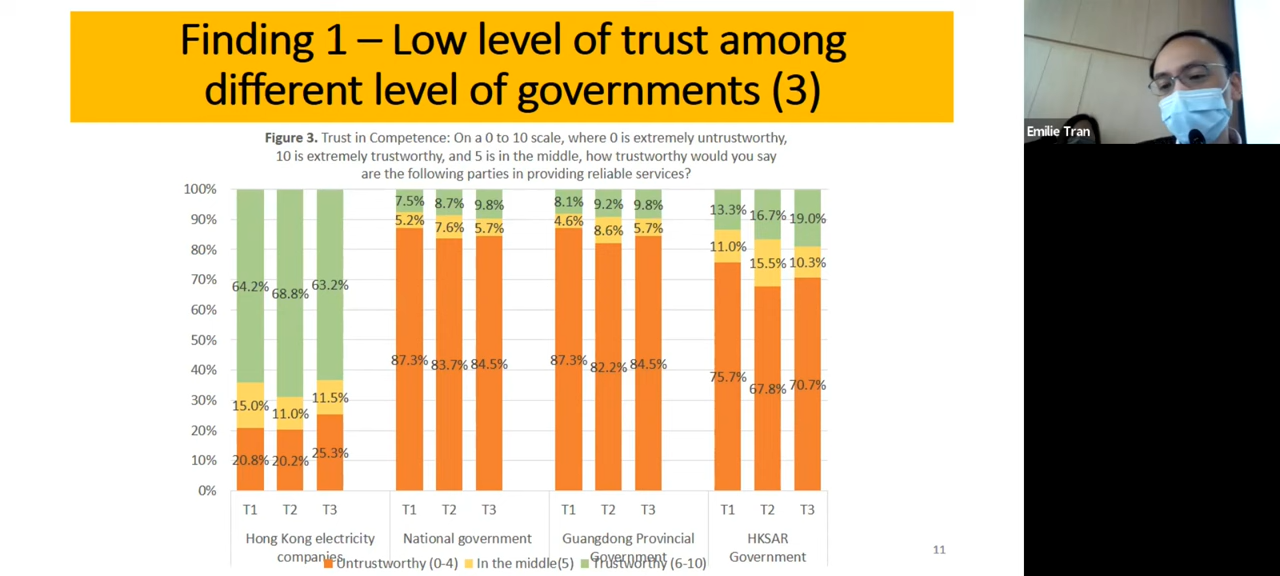 Finding 1 – Low level of trust among
different level of governments (3)
Emilie Tran
Figure 3. Trust in Competence: On a 0 to 10 scale, where 0 is extremely untrustworthy,
10 is extremely trustworthy, and 5 is in the middle, how trustworthy would you say
are the following parties in providing reliable services?
100%
90%
80%
70%
60%
50%
40%
30%
20%
10%
0%
64.2% 68.8% 63.2%
15.0% 11.0% 11.5%
20.8% 20.2% 25.3%
7.5% 8.7% 9.8%
5.2% 7.6% 5.7%
87.3% 83.7% 84.5%
8.1% 9.2% 9.8%
4.6% 8.6% 5.7%
87.3% 82.2% 84.5%
13.3% 16.7% 19.0%
11.0% 15.5% 10.3%
75.7% 67.8% 70.7%
T1 T2 T3 T1 T2 T3 T1 T2 T3 T1 T2 T3
Hong Kong electricity
companies
National government
Guangdong Provincial
Government
HKSAR
Government
Untrustworthy (0-4) In the middle(5) Trustworthy (6-10)
11